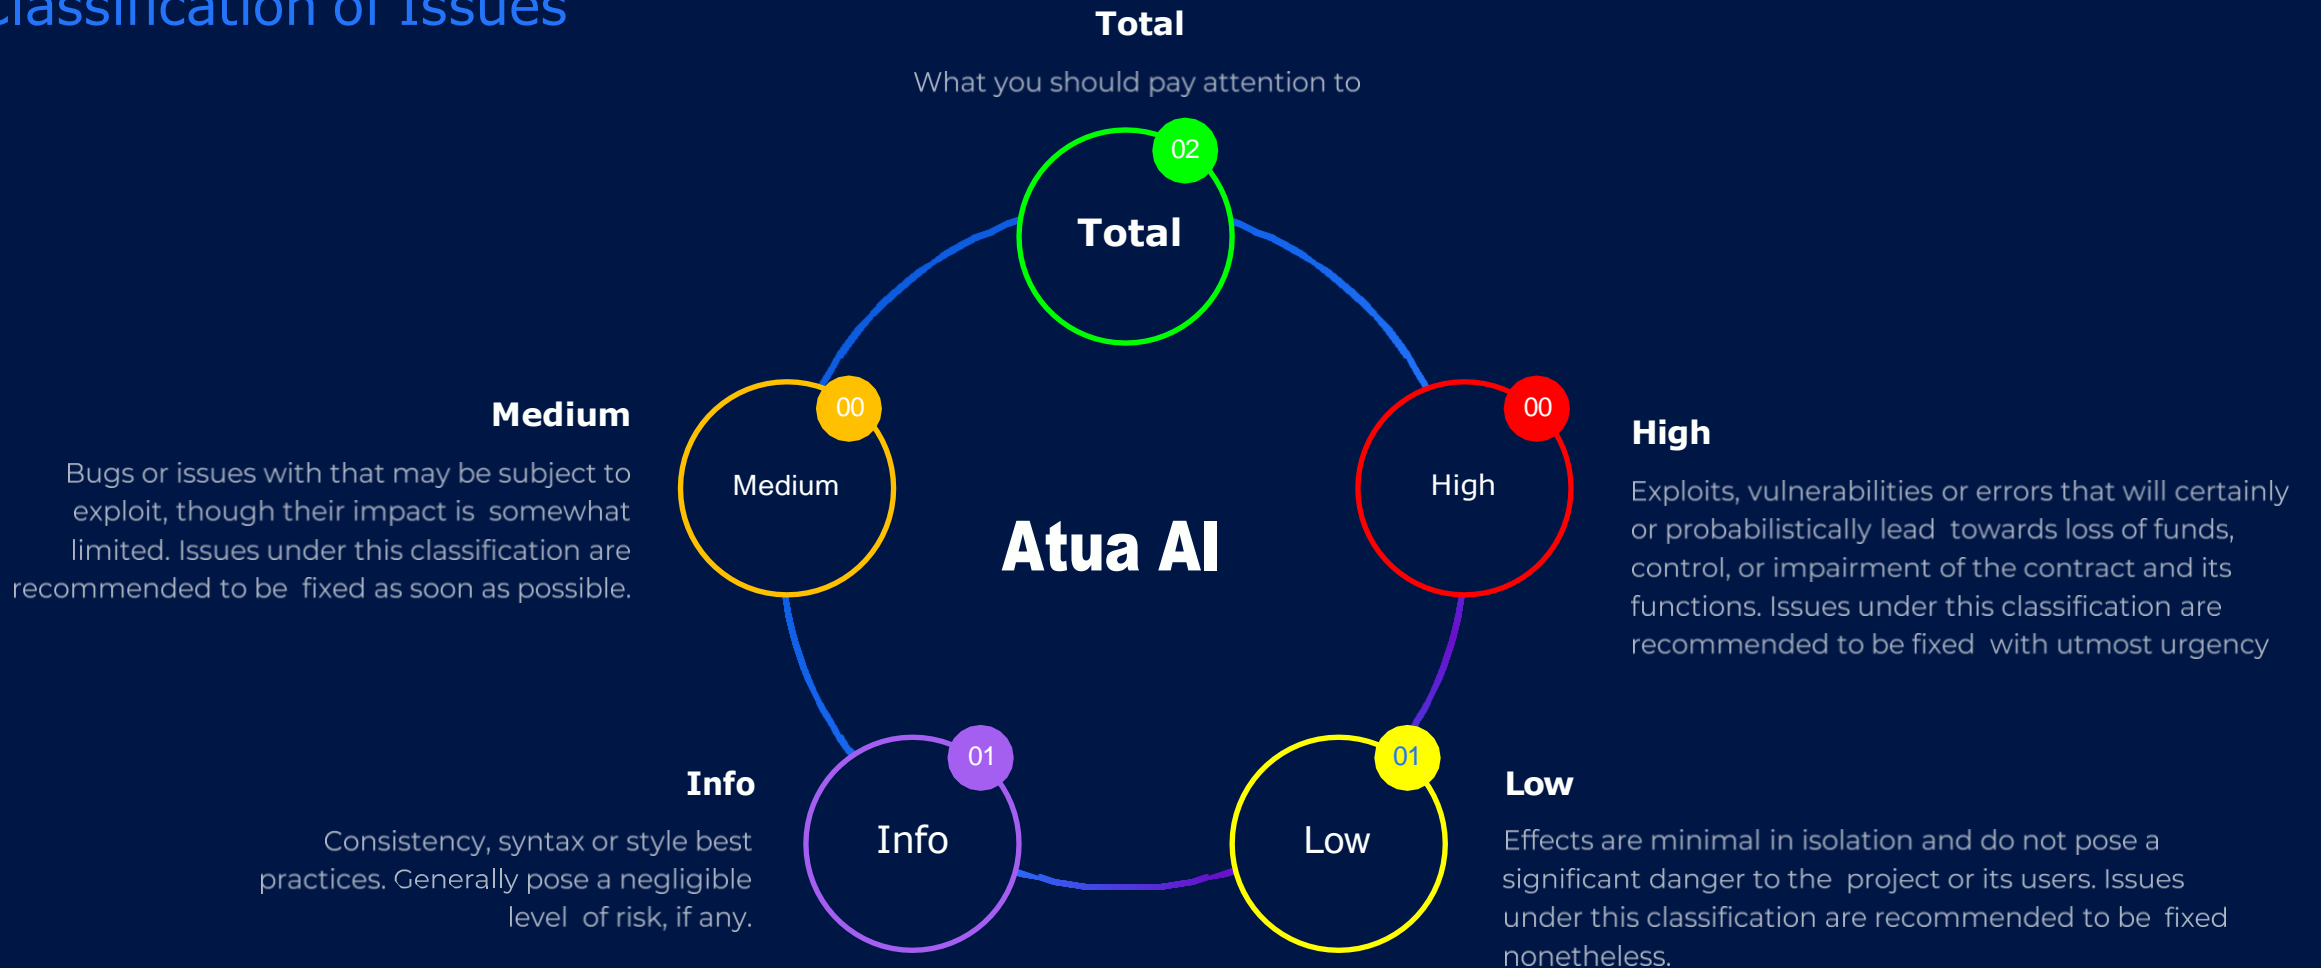 Classification of Issues
Total
What you should pay attention to
02
Total
Medium
Bugs or issues with that may be subject to
exploit, though their impact is somewhat
limited. Issues under this classification are
recommended to be fixed as soon as possible.
00
Medium
00
High
High
Exploits, vulnerabilities or errors that will certainly
or probabilistically lead towards loss of funds,
control, or impairment of the contract and its
functions. Issues under this classification are
recommended to be fixed with utmost urgency
Atua AI
Info
Consistency, syntax or style best
practices. Generally pose a negligible
level of risk, if any.
01
Info
01
Low
Low
Effects are minimal in isolation and do not pose a
significant danger to the project or its users. Issues
under this classification are recommended to be fixed
nonetheless.